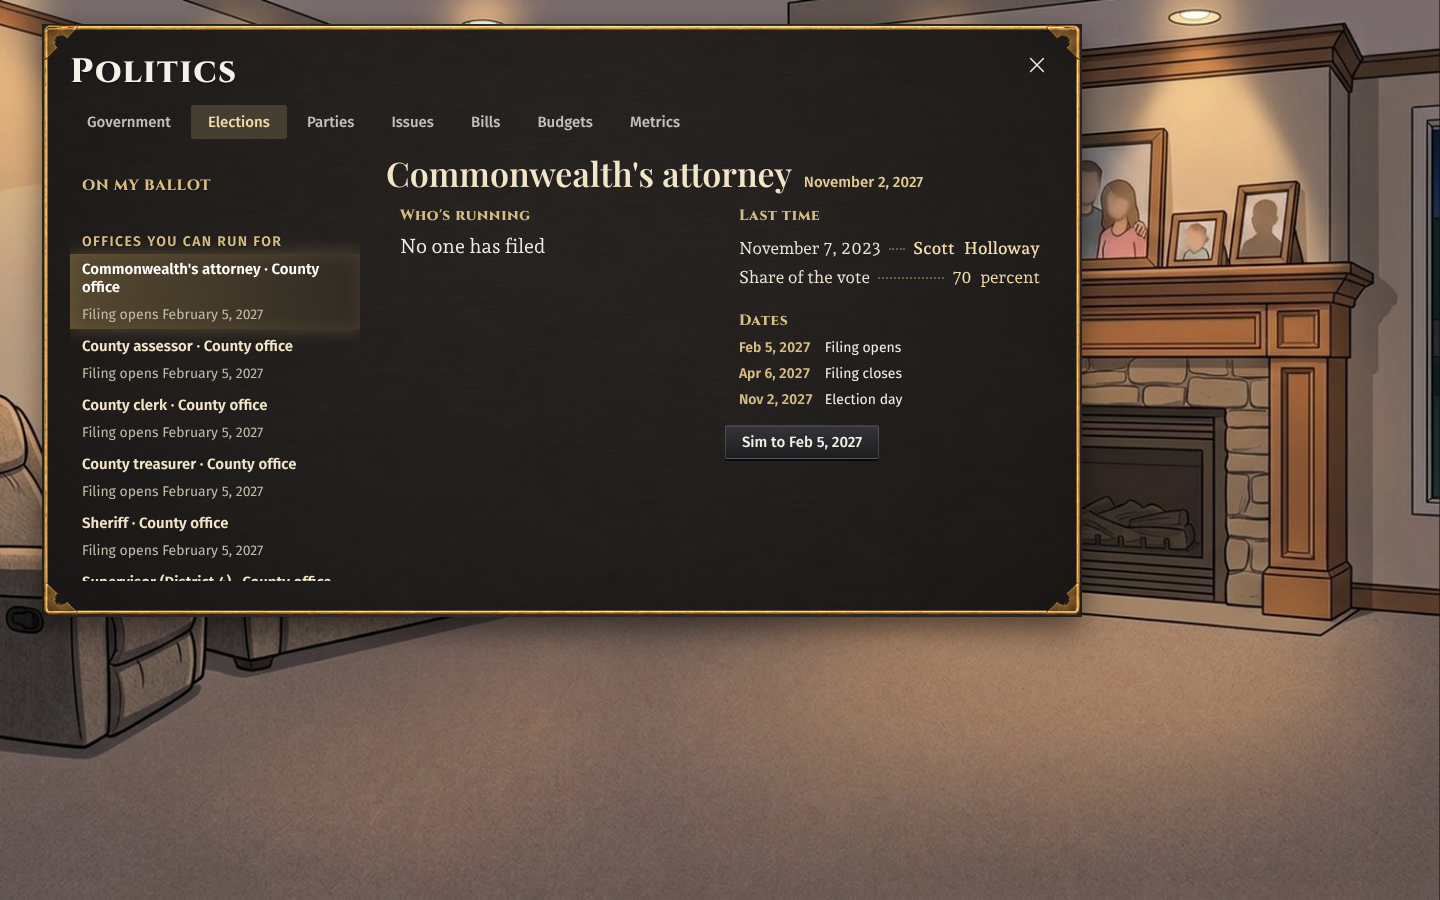 Politics
Government Elections Parties Issues Bills Budgets Metrics
ON MY BALLOT
OFFICES YOU CAN RUN FOR
Commonwealth's attorney · County
office
Filing opens February 5, 2027
County assessor · County office
Filing opens February 5, 2027
County clerk · County office
Filing opens February 5, 2027
County treasurer · County office
Filing opens February 5, 2027
Sheriff · County office
Filing opens February 5, 2027
Supervisor (District 4) · County office
Commonwealth's attorney November 2, 2027
Who's running
No one has filed
Last time
November 7, 2023 Scott Holloway
Share of the vote 70 percent
Dates
Feb 5, 2027 Filing opens
Apr 6, 2027 Filing closes
Nov 2, 2027 Election day
Sim to Feb 5, 2027